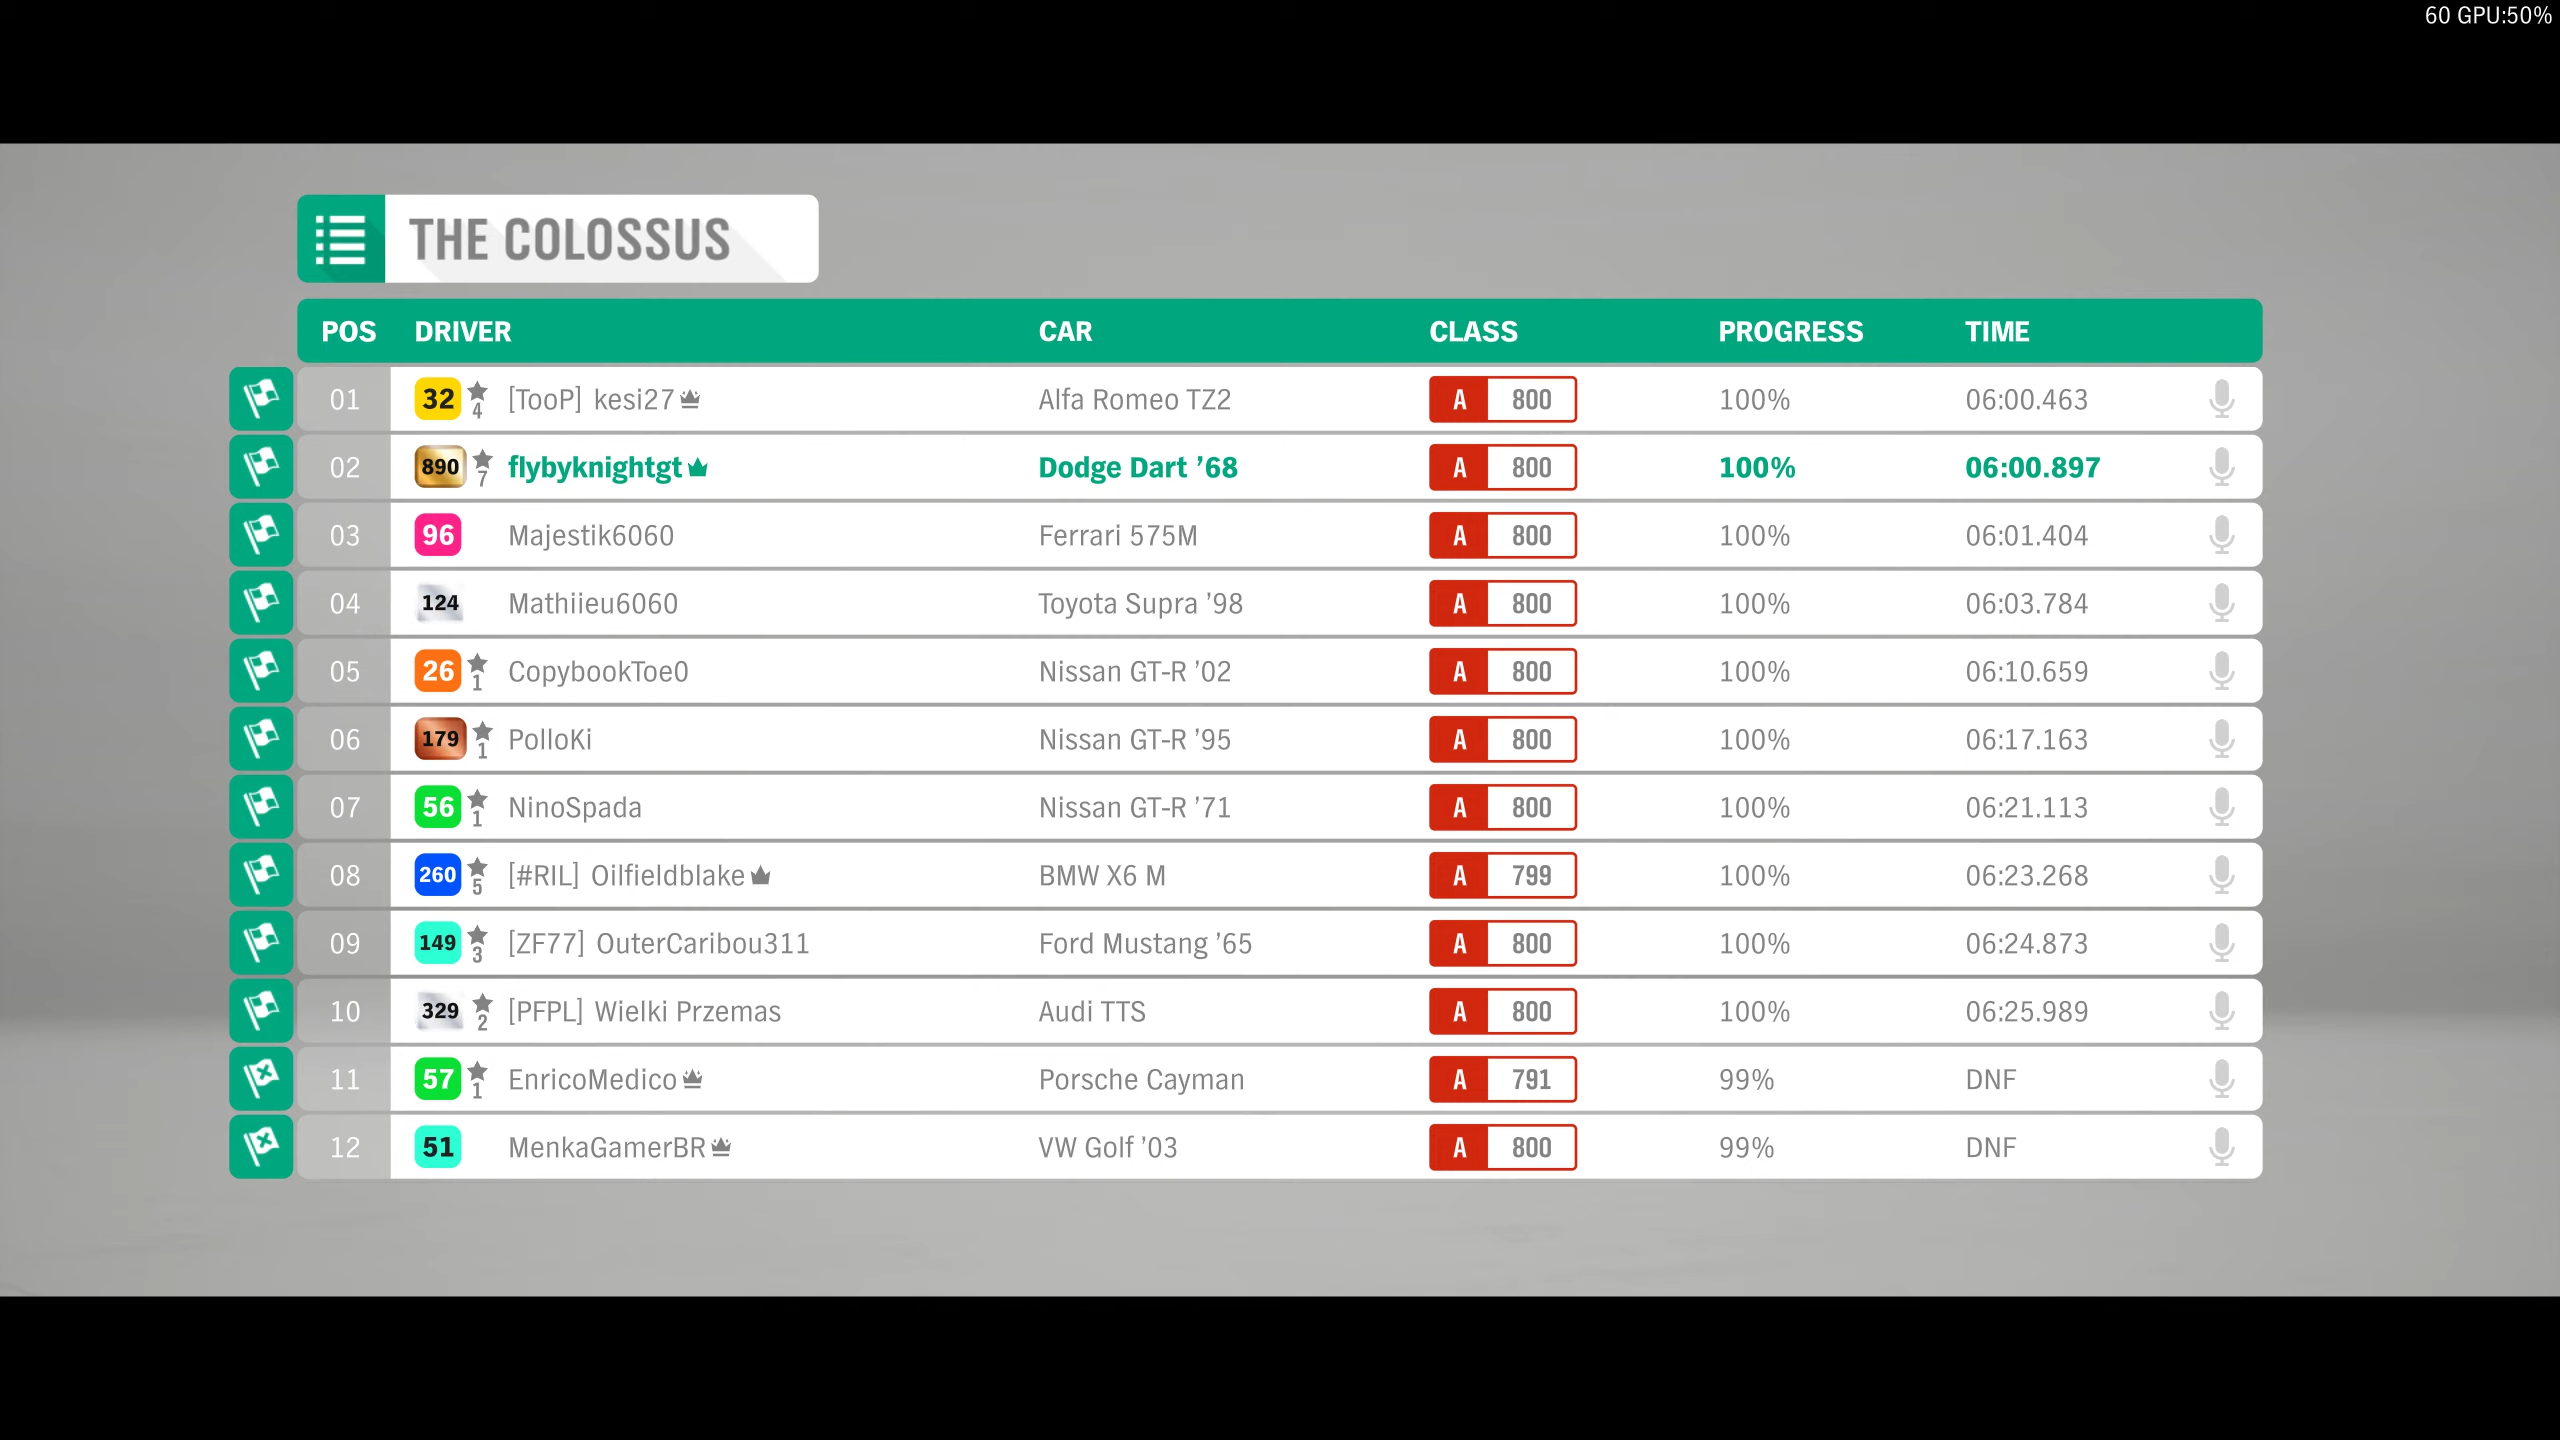 60 GPU:50%
THE COLOSSUS
POS DRIVER CAR CLASS PROGRESS TIME
01 32 4 [TooP] kesi27 Alfa Romeo TZ2 A 800 100% 06:00.463
02 890 7 flybyknightgt Dodge Dart ’68 A 800 100% 06:00.897
03 96 Majestik6060 Ferrari 575M A 800 100% 06:01.404
04 124 Mathiieu6060 Toyota Supra ’98 A 800 100% 06:03.784
05 26 1 CopybookToe0 Nissan GT-R ’02 A 800 100% 06:10.659
06 179 1 PolloKi Nissan GT-R ’95 A 800 100% 06:17.163
07 56 1 NinoSpada Nissan GT-R ’71 A 800 100% 06:21.113
08 260 5 [#RIL] Oilfieldblake BMW X6 M A 799 100% 06:23.268
09 149 3 [ZF77] OuterCaribou311 Ford Mustang ’65 A 800 100% 06:24.873
10 329 2 [PFPL] Wielki Przemas Audi TTS A 800 100% 06:25.989
11 57 1 EnricoMedico Porsche Cayman A 791 99% DNF
12 51 MenkaGamerBR VW Golf ’03 A 800 99% DNF